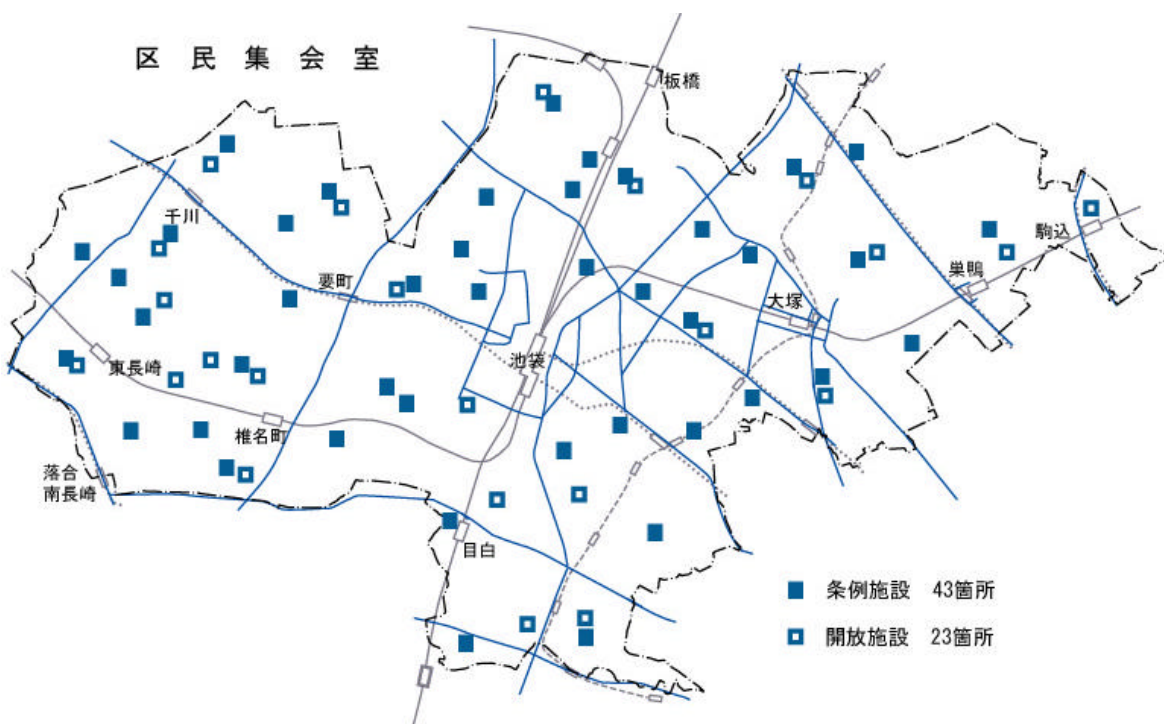 区民集会室
板橋
千川
駒込
巣鴨
要町
大塚
池袋
東長崎
椎名町
落合
南長崎
目白
条例施設 43箇所
開放施設 23箇所